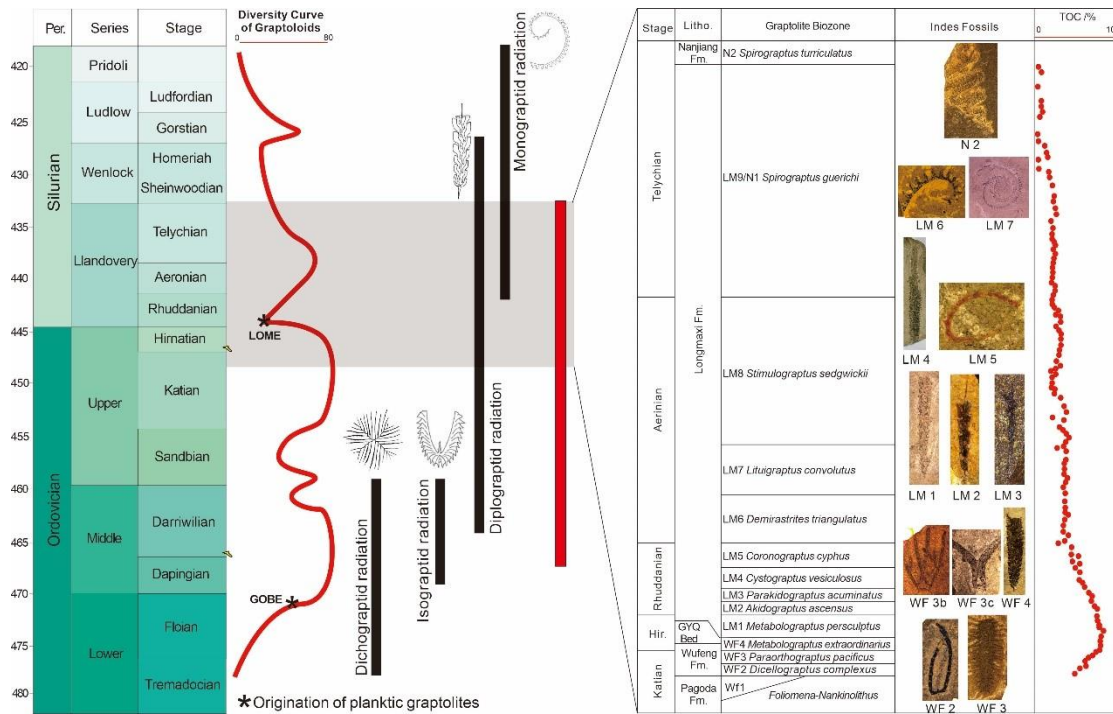 Per.
Series
Stage
Diversity Curve
of Graptoloids
0
80
420
425
430
435
440
445
450
455
460
465
470
475
480
Sillurian
Ordovician
Pridoli
Ludlow
Wenlock
Llandovery
Upper
Middle
Lower
Ludfordian
Gorstian
Homeriah
Sheinwoodian
Telychian
Aeronian
Rhuddanian
Hirnatian
Katian
Sandbian
Darriwilian
Dapingian
Floian
Tremadocian
LOME
GOBE
Dichograptid radiation
Isograptid radiation
Diplograptid radiation
Monograptid radiation
* Origination of planktic graptolites
Stage
Litho.
Graptolite Biozone
Indes Fossils
TOC /%
0
10
Telychian
Aerinian
Rhuddanian
Hir.
Katian
Nanjiang
Fm.
Longmaxi Fm.
GYQ
Bed
Wufeng
Fm.
Pagoda
Fm.
N2 Spirograptus turriculatus
LM9/N1 Spirograptus guerichi
LM8 Stimulograptus sedgwickii
LM7 Lituigraptus convolutus
LM6 Demirastrites triangulatus
LM5 Coronograptus cyphus
LM4 Cystograptus vesiculosus
LM3 Parakidograptus acuminatus
LM2 Akidograptus ascensus
LM1 Metabolograptus persculptus
WF4 Metabolograptus extraordinarius
WF3 Paraorthograptus pacificus
WF2 Dicellograptus complexus
Wf1
Foliomena-Nankinolithus
N 2
LM 6
LM 7
LM 4
LM 5
LM 1
LM 2
LM 3
WF 3b
WF 3c
WF 4
WF 2
WF 3